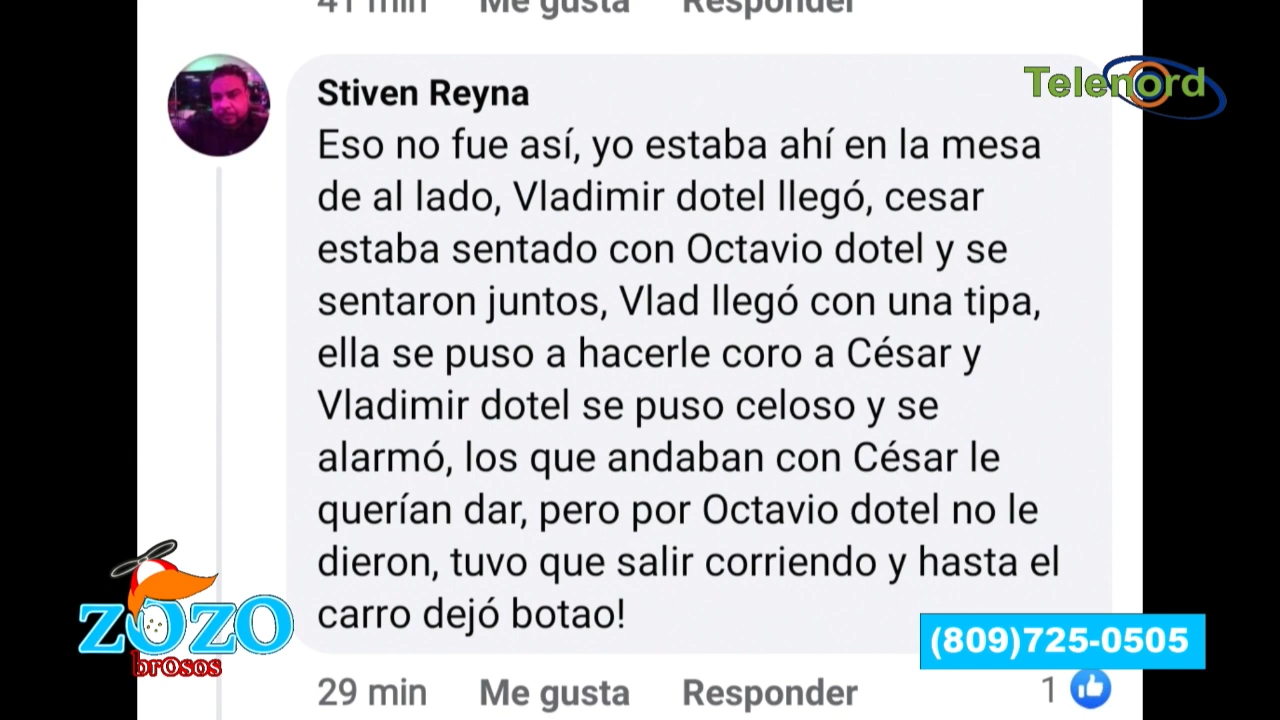 41 min Me gusta Responder
Stiven Reyna
Telenord
Eso no fue así, yo estaba ahí en la mesa
de al lado, Vladimir dotel llegó, cesar
estaba sentado con Octavio dotel y se
sentaron juntos, Vlad llegó con una tipa,
ella se puso a hacerle coro a César y
Vladimir dotel se puso celoso y se
alarmó, los que andaban con César le
querían dar, pero por Octavio dotel no le
dieron, tuvo que salir corriendo y hasta el
carro dejó botao!
ZOZO
brosos
(809)725-0505
29 min Me gusta Responder 1